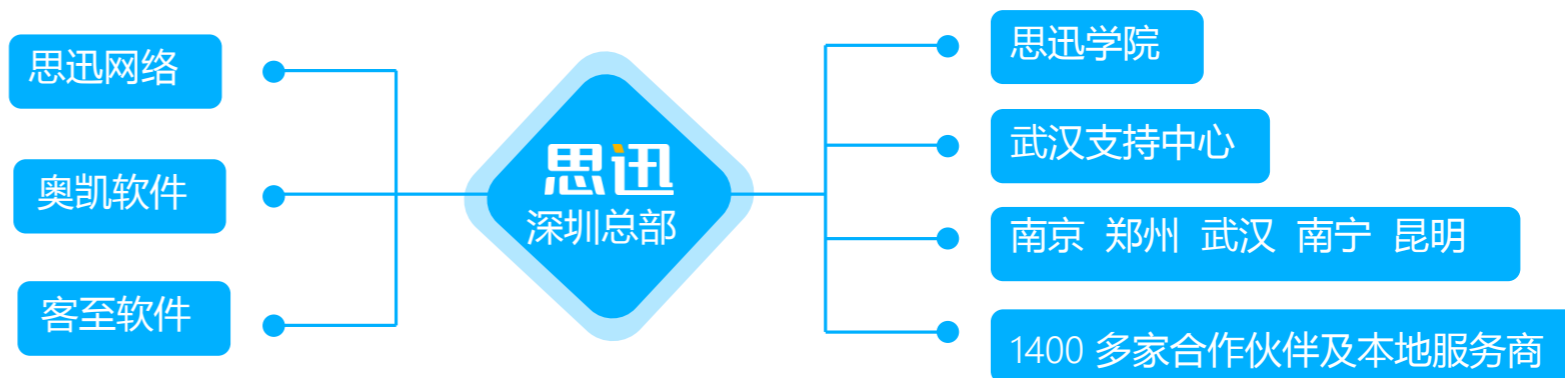 思迅网络
奥凯软件
客至软件
思迅
深圳总部
思迅学院
武汉支持中心
南京 郑州 武汉 南宁 昆明
1400 多家合作伙伴及本地服务商